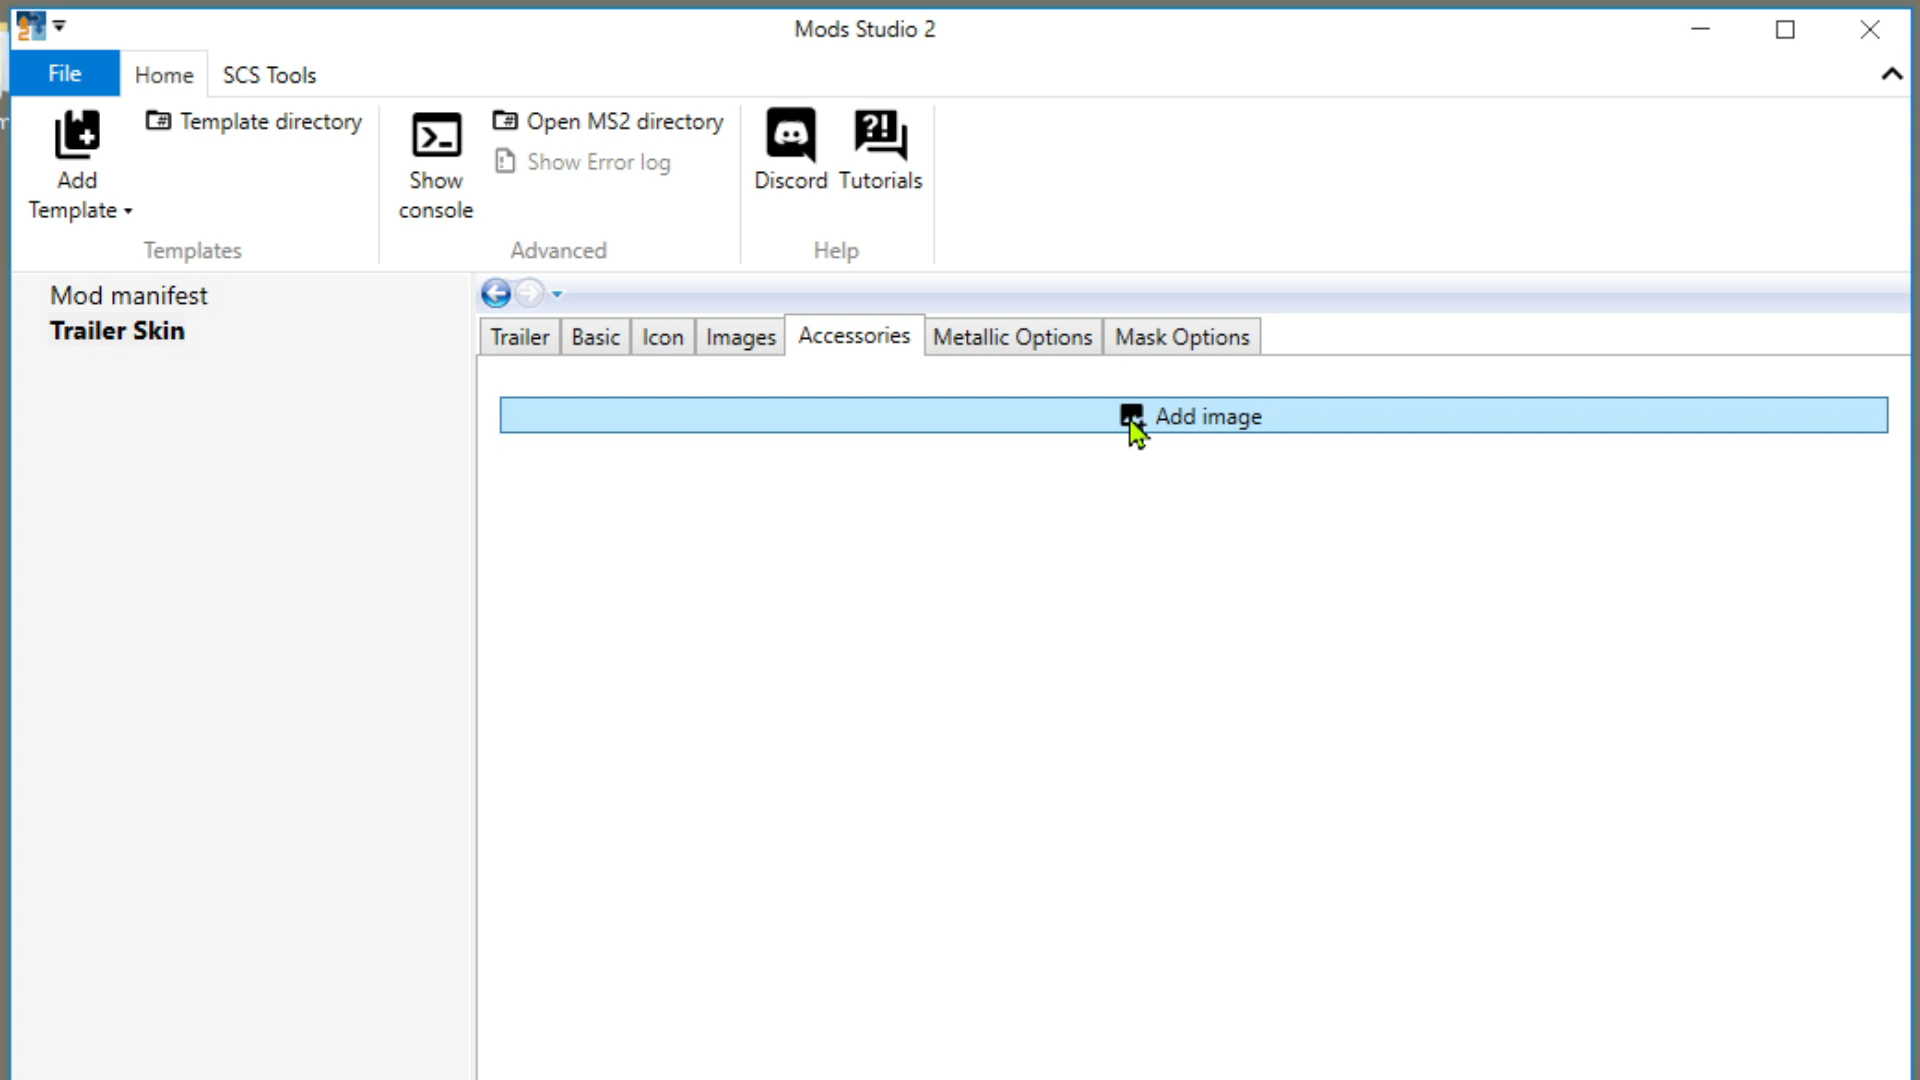 Mods Studio 2
File Home SCS Tools
Add Template
Template directory
Show console
Open MS2 directory
Show Error log
Discord Tutorials
Templates Advanced Help
Mod manifest
Trailer Skin
Trailer Basic Icon Images Accessories Metallic Options Mask Options
Add image